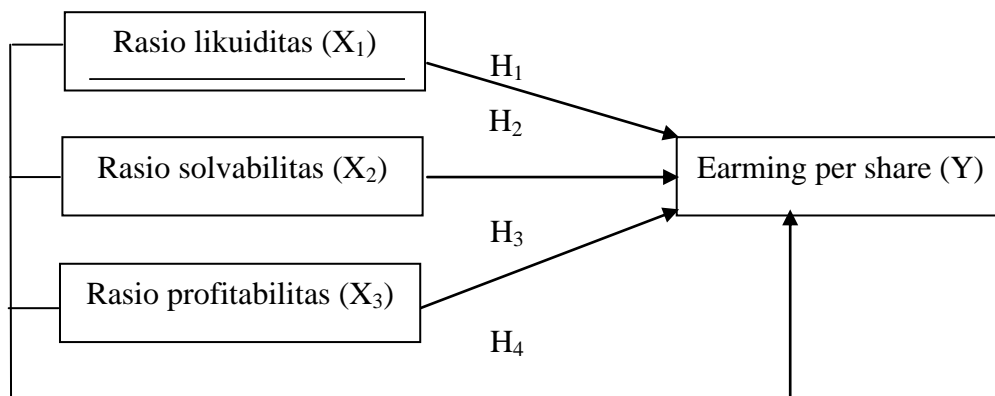 Rasio likuiditas (X₁)
H₁
H₂
Rasio solvabilitas (X₂)
Earming per share (Y)
H₃
Rasio profitabilitas (X₃)
H₄